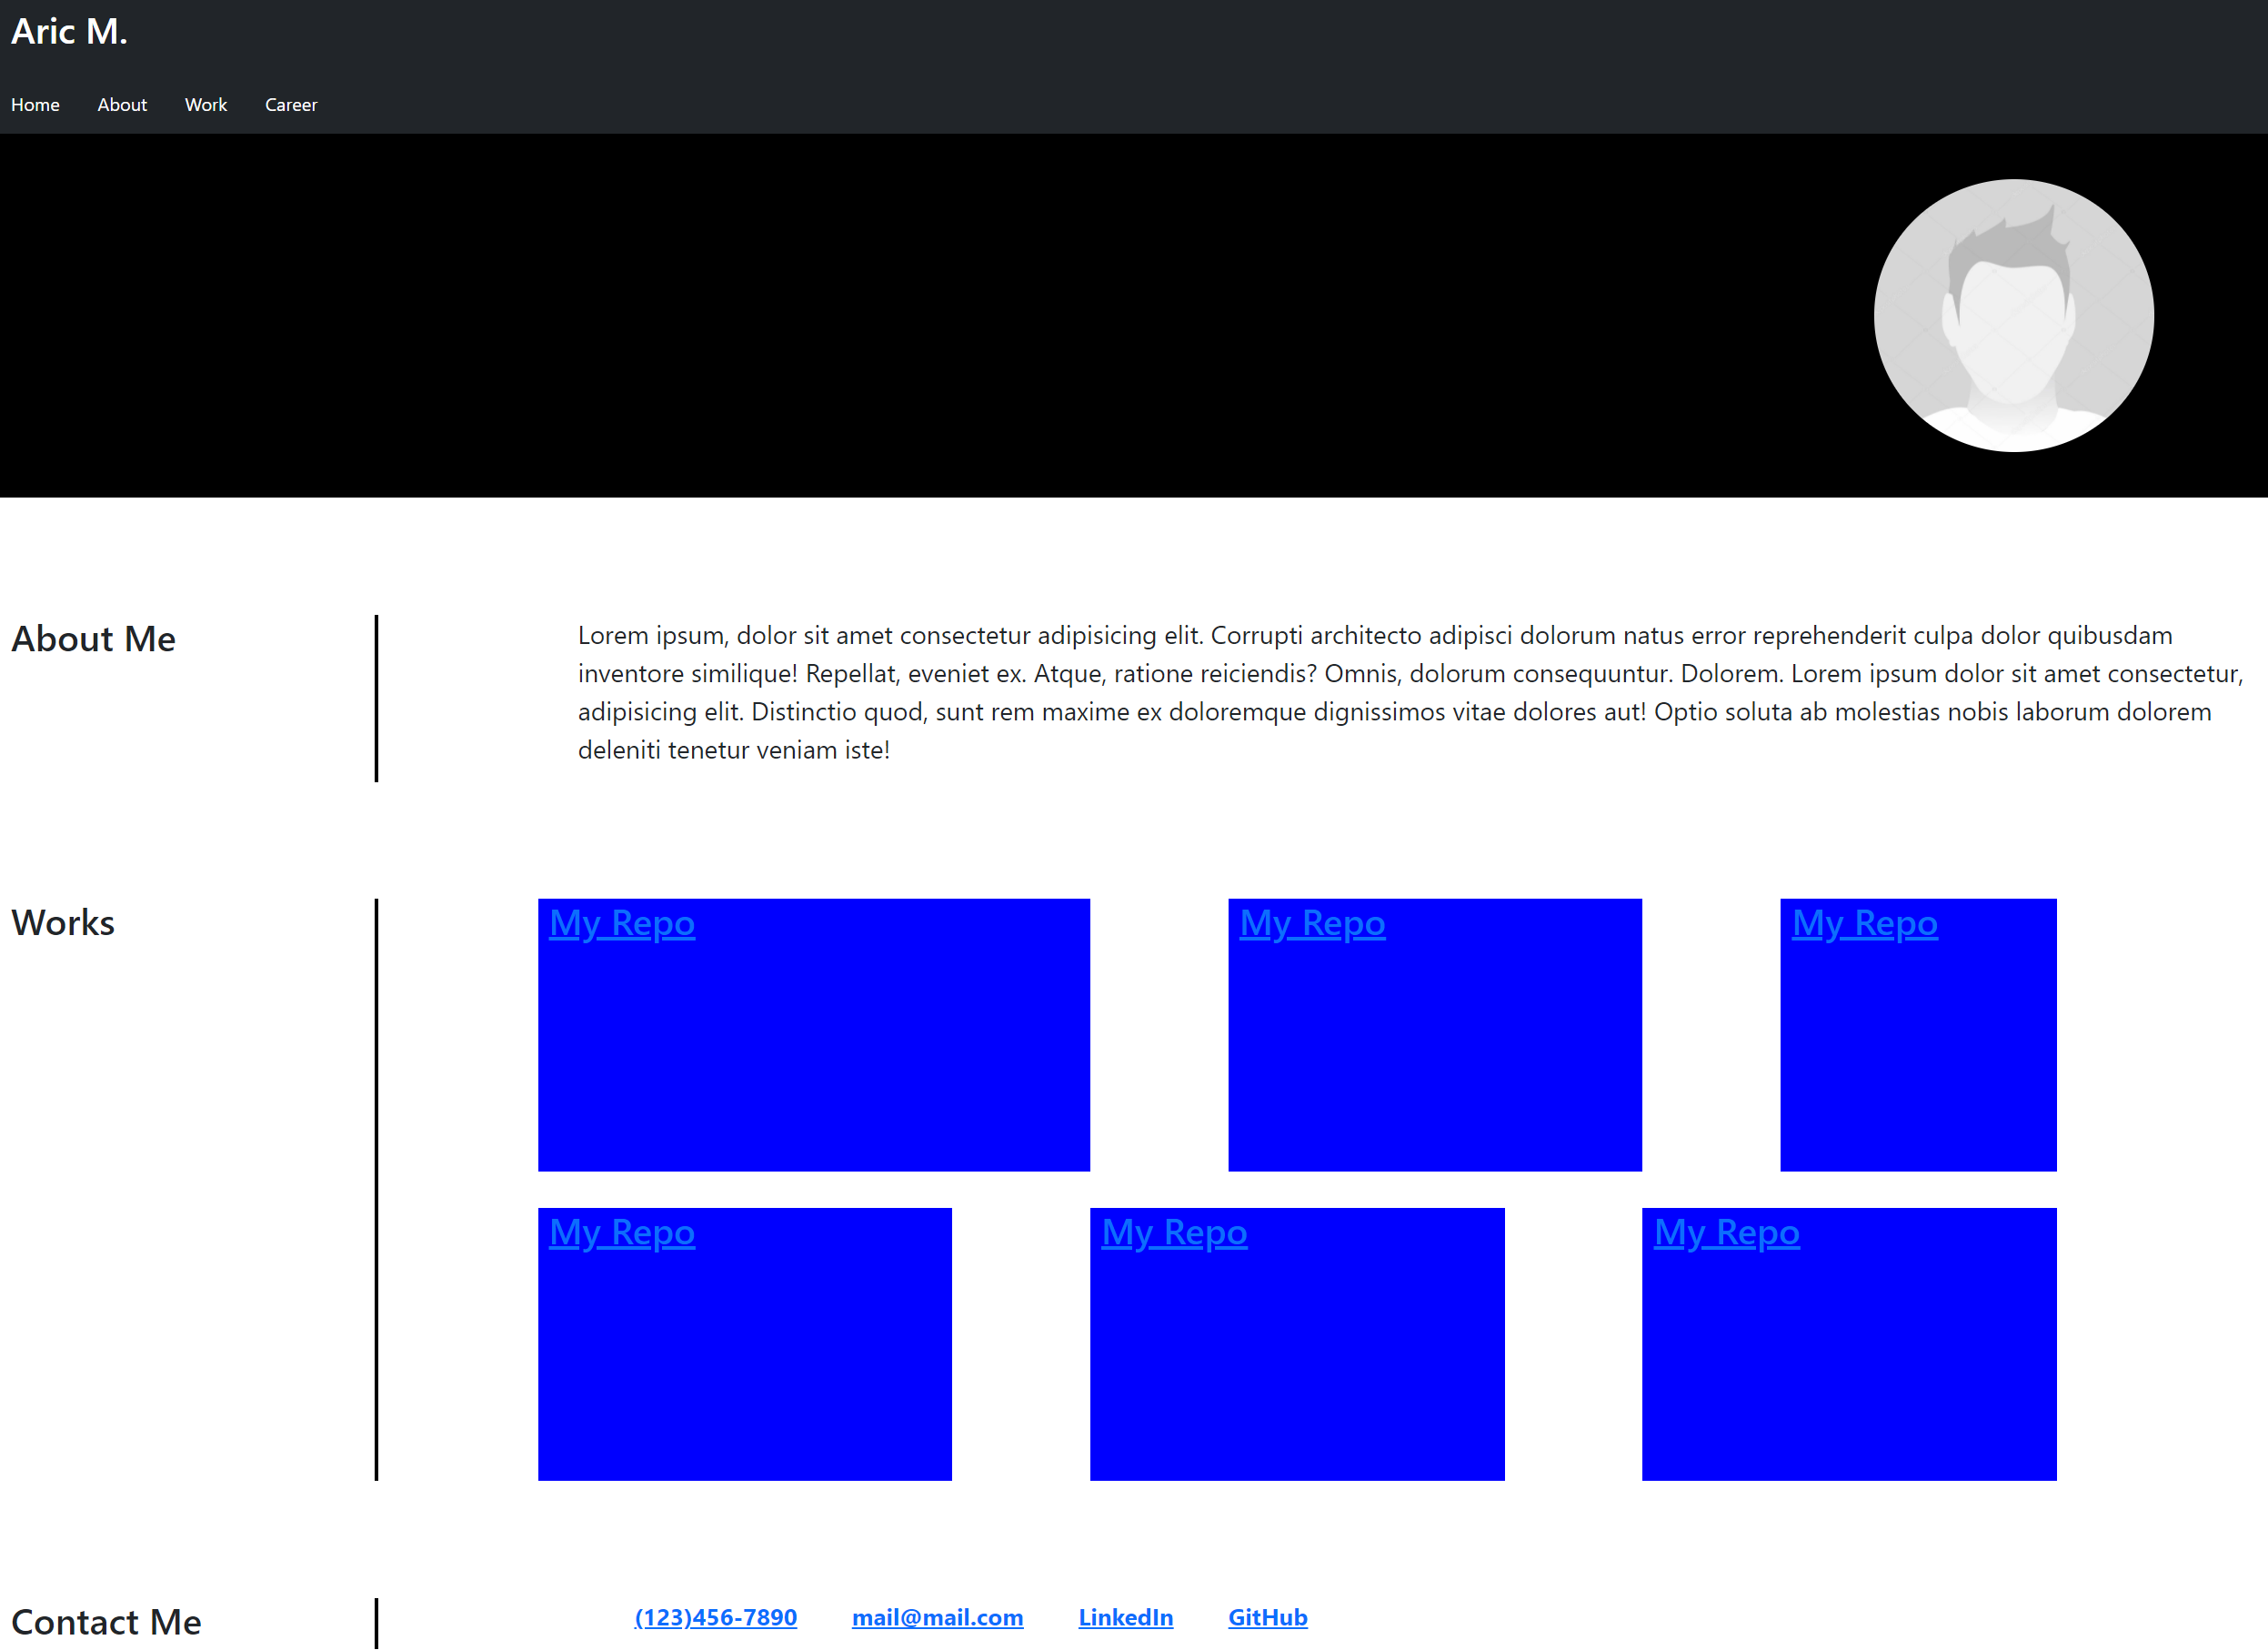 Aric M.
Home About Work Career
About Me
Lorem ipsum, dolor sit amet consectetur adipisicing elit. Corrupti architecto adipisci dolorum natus error reprehenderit culpa dolor quibusdam
inventore similique! Repellat, eveniet ex. Atque, ratione reiciendis? Omnis, dolorum consequuntur. Dolorem. Lorem ipsum dolor sit amet consectetur,
adipisicing elit. Distinctio quod, sunt rem maxime ex doloremque dignissimos vitae dolores aut! Optio soluta ab molestias nobis laborum dolorem
deleniti tenetur veniam iste!
Works
My Repo My Repo My Repo
My Repo My Repo My Repo
Contact Me
(123)456-7890 mail@mail.com LinkedIn GitHub